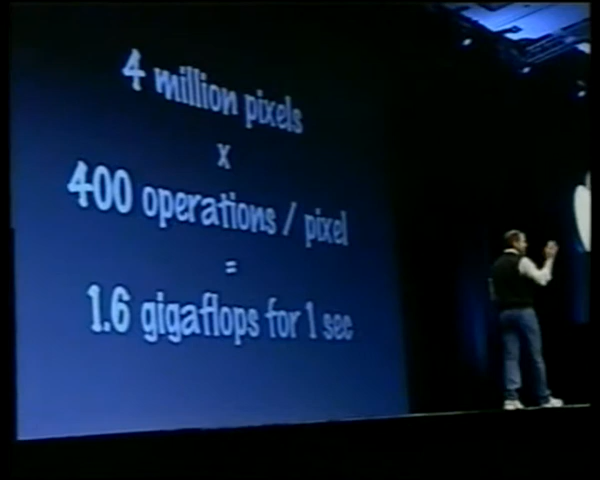 4 million pixels
x
400 operations / pixel
=
1.6 gigaflops for 1 sec